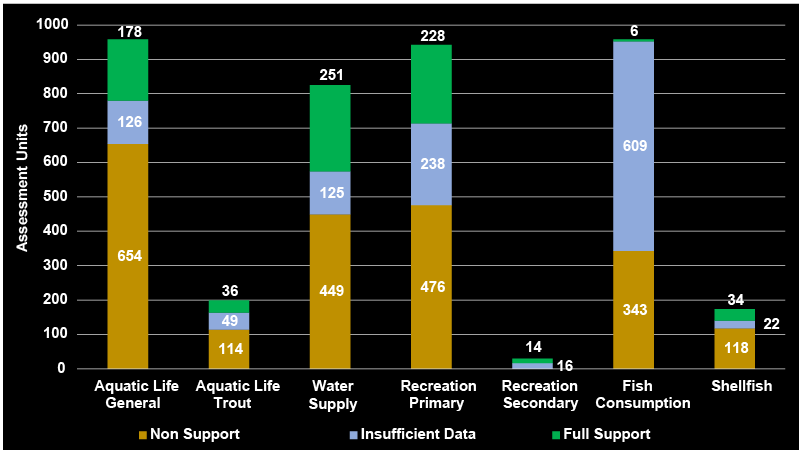 1000
900
800
700
600
500
400
300
200
100
0
Assessment Units
178
126
654
36
49
114
251
125
449
228
238
476
14
16
6
609
343
34
22
118
Aquatic Life
General
Aquatic Life
Trout
Water
Supply
Recreation
Primary
Recreation
Secondary
Fish
Consumption
Shellfish
Non Support
Insufficient Data
Full Support